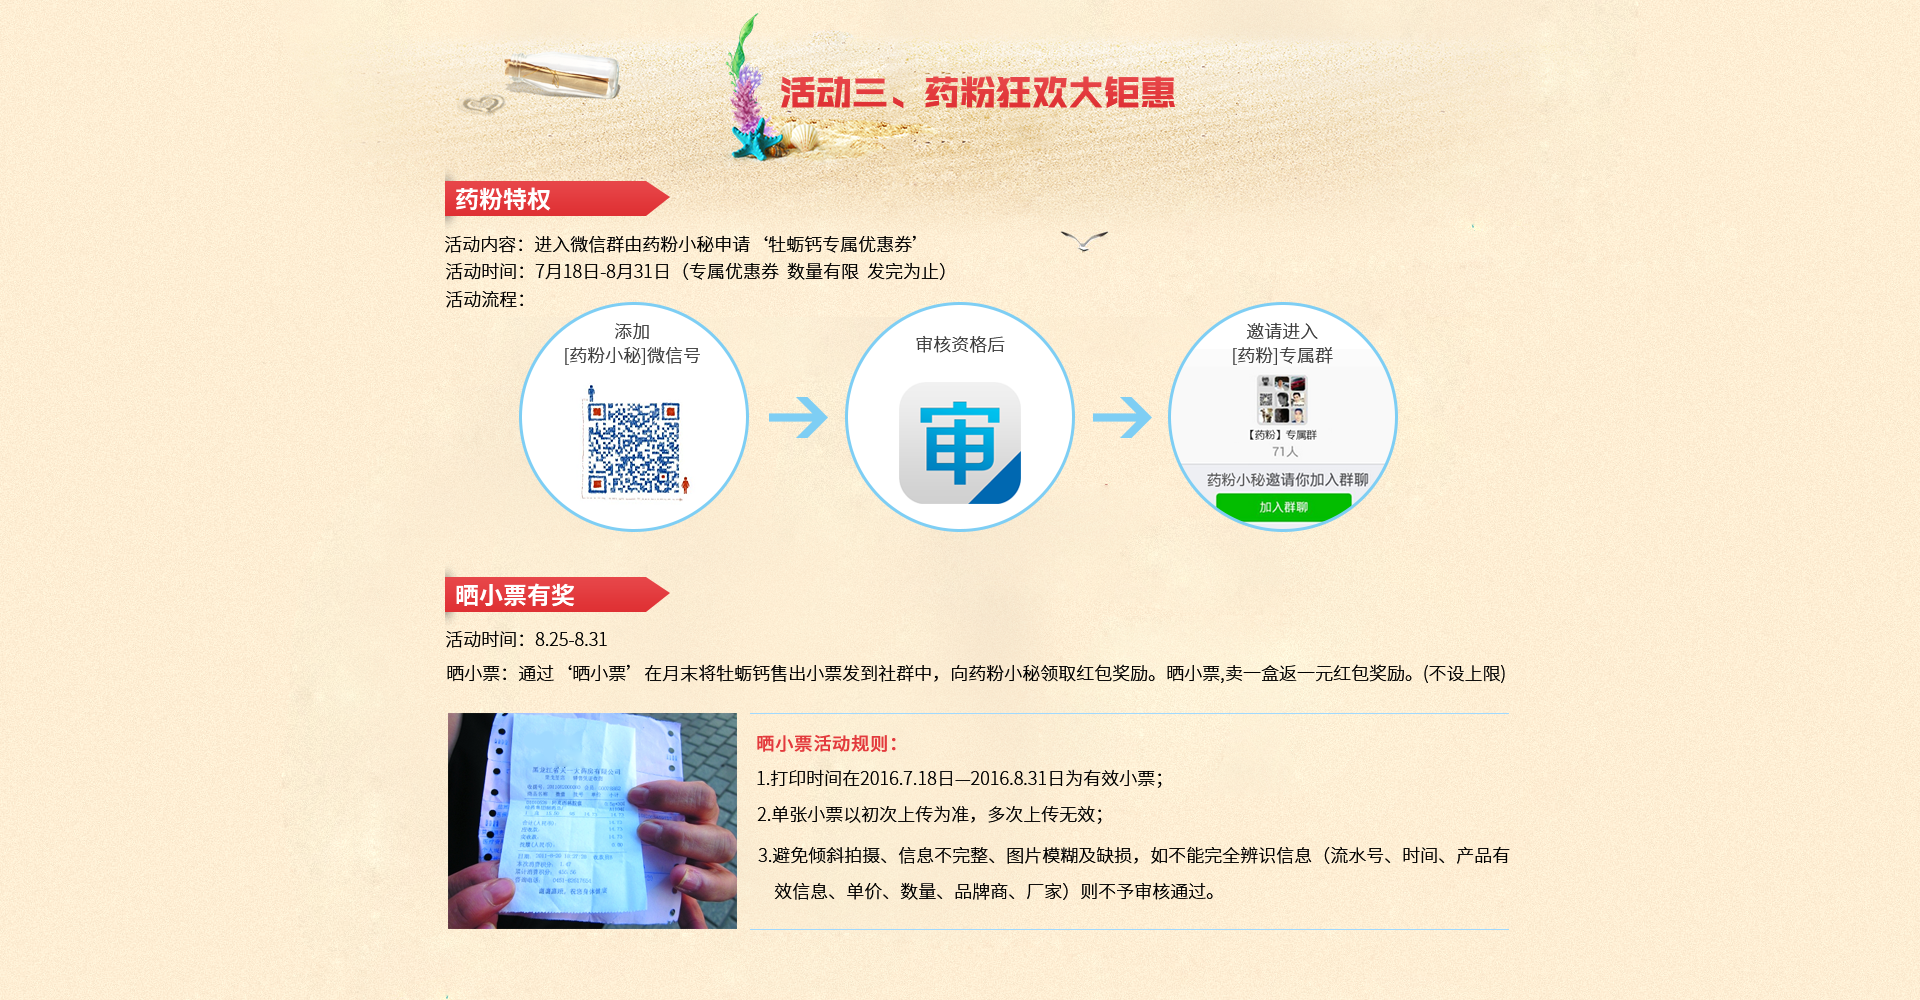 活动三、药粉狂欢大钜惠
药粉特权
活动内容：进入微信群由药粉小秘申请‘牡蛎钙专属优惠券’
活动时间：7月18日-8月31日（专属优惠券 数量有限 发完为止）
活动流程：
添加
[药粉小秘]微信号
审核资格后
审
邀请进入
[药粉]专属群
【药粉】专属群
71人
药粉小秘邀请你加入群聊
加入群聊
晒小票有奖
活动时间：8.25-8.31
晒小票：通过‘晒小票’在月末将牡蛎钙售出小票发到社群中，向药粉小秘领取红包奖励。晒小票,卖一盒返一元红包奖励。(不设上限)
晒小票活动规则：
1.打印时间在2016.7.18日—2016.8.31日为有效小票；
2.单张小票以初次上传为准，多次上传无效；
3.避免倾斜拍摄、信息不完整、图片模糊及缺损，如不能完全辨识信息（流水号、时间、产品有
效信息、单价、数量、品牌商、厂家）则不予审核通过。